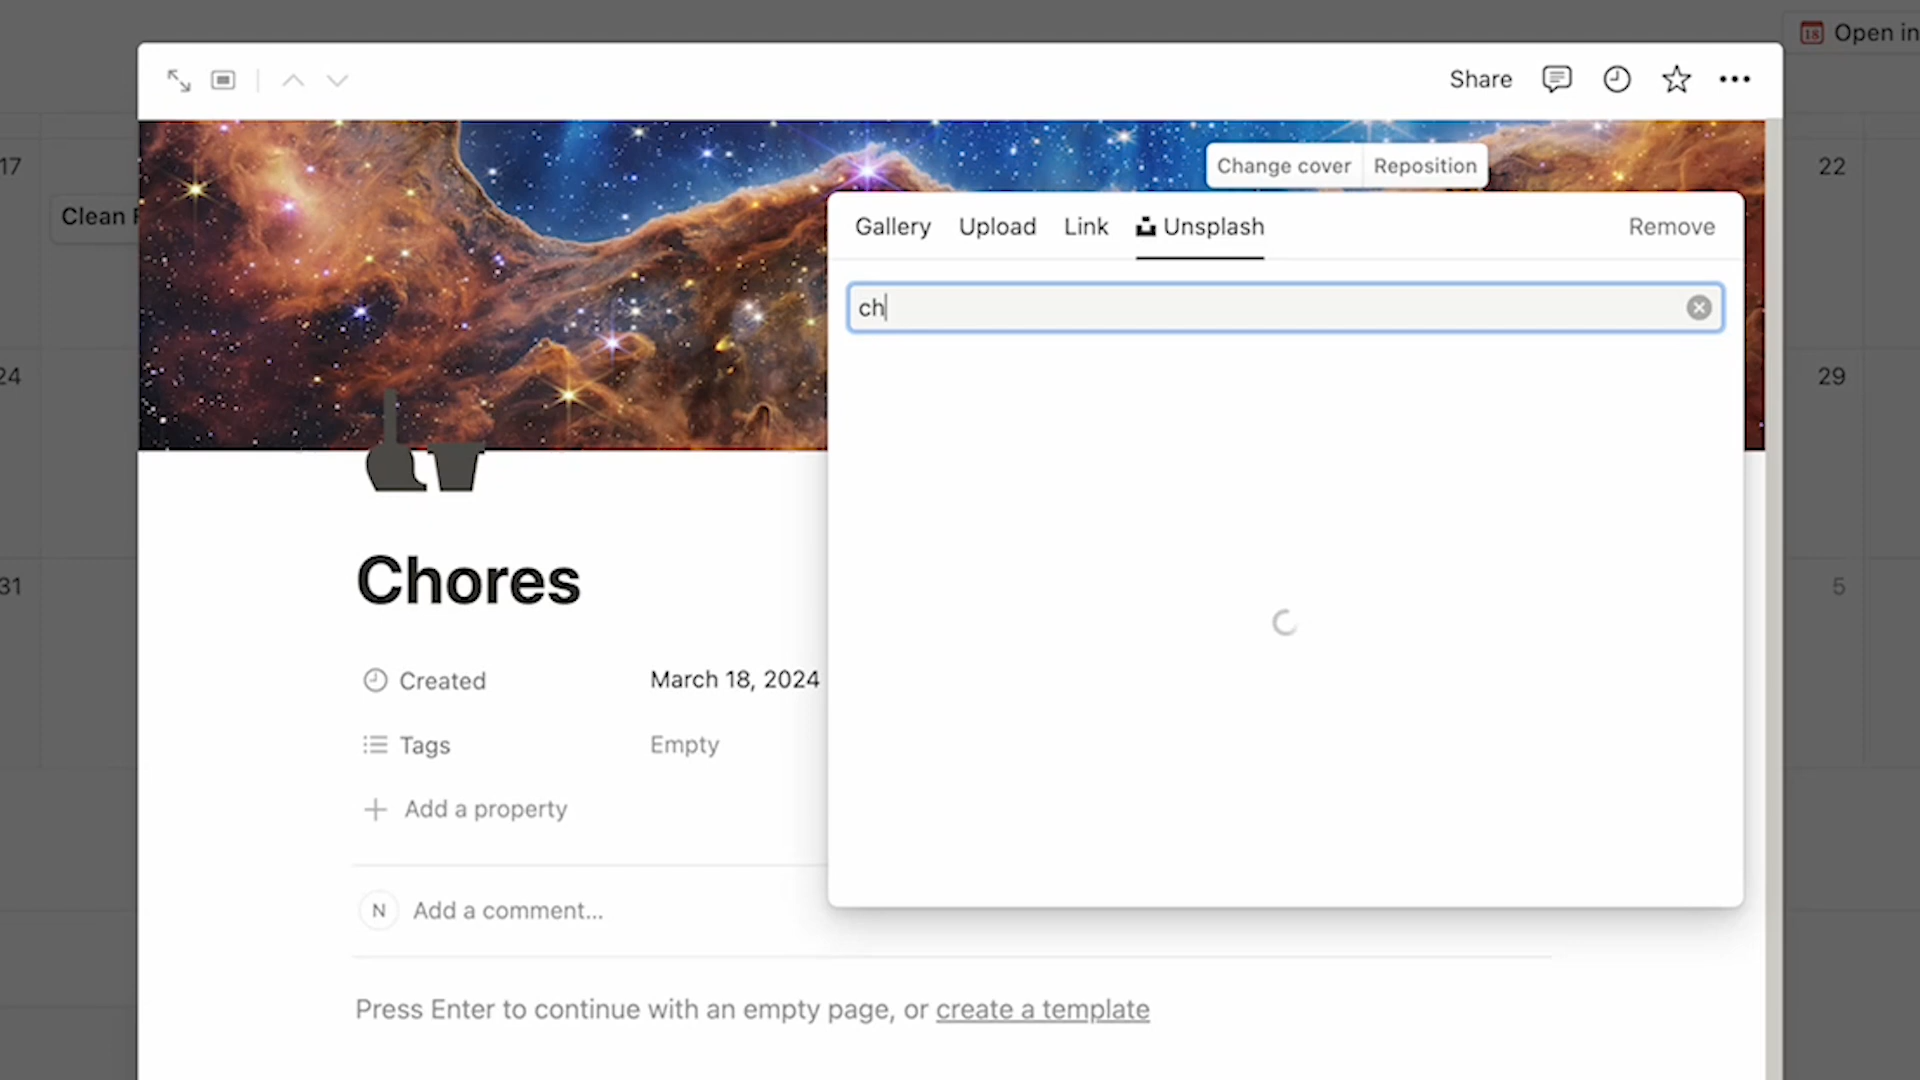 18 Open in
Share
17
22
Change cover Reposition
Clean
Gallery Upload Link Unsplash Remove
ch
24
29
Chores
31
5
Created March 18, 2024
Tags Empty
Add a property
N Add a comment...
Press Enter to continue with an empty page, or create a template